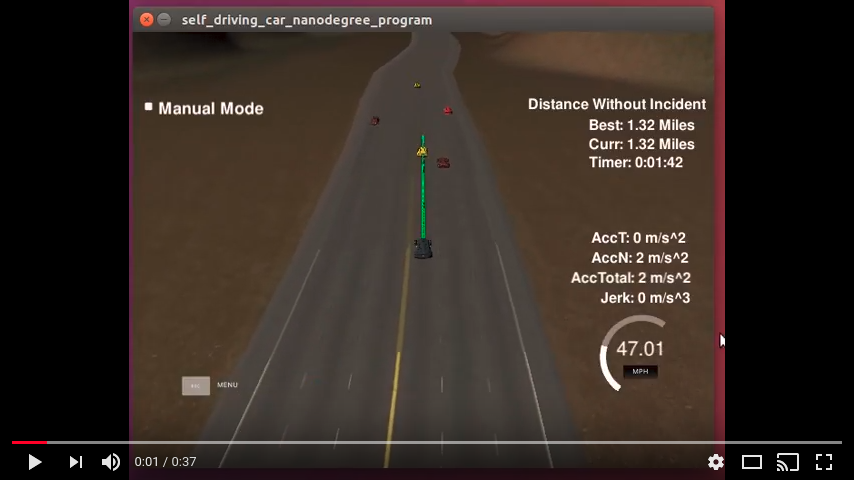 self_driving_car_nanodegree_program
Manual Mode
Distance Without Incident
Best: 1.32 Miles
Curr: 1.32 Miles
Timer: 0:01:42
AccT: 0 m/s^2
AccN: 2 m/s^2
AccTotal: 2 m/s^2
Jerk: 0 m/s^3
47.01
MPH
MENU
0:01 / 0:37